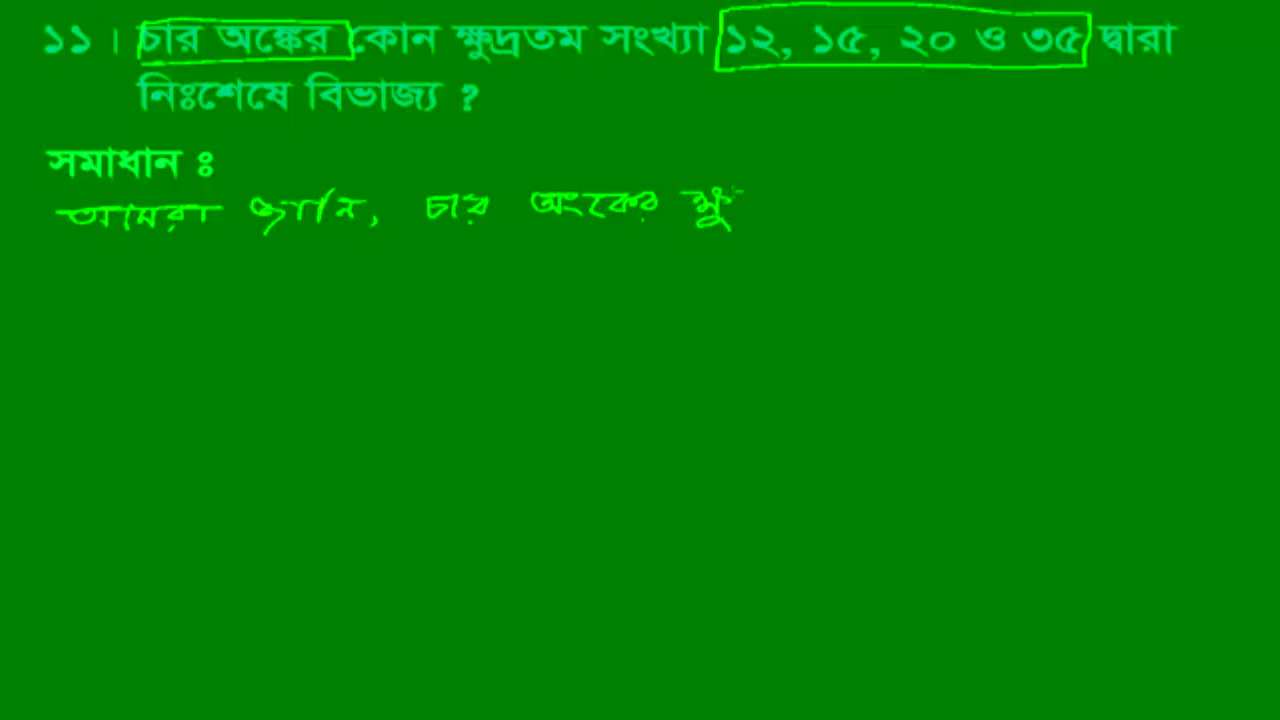 ১১। চার অঙ্কের কোন ক্ষুদ্রতম সংখ্যা ১২, ১৫, ২০ ও ৩৫ দ্বারা
নিঃশেষে বিভাজ্য ?
সমাধান ঃ
আমরা জানি, চার অংকের ক্ষু